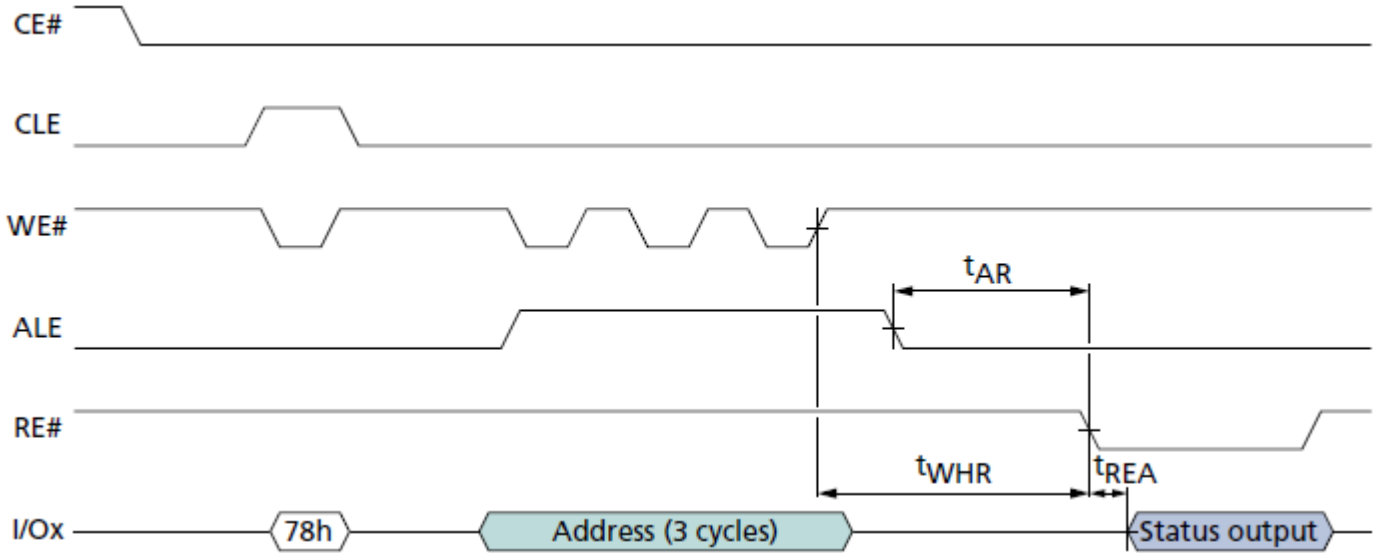 CE#
CLE
WE#
tAR
ALE
RE#
tWHR
tREA
I/Ox
78h
Address (3 cycles)
Status output